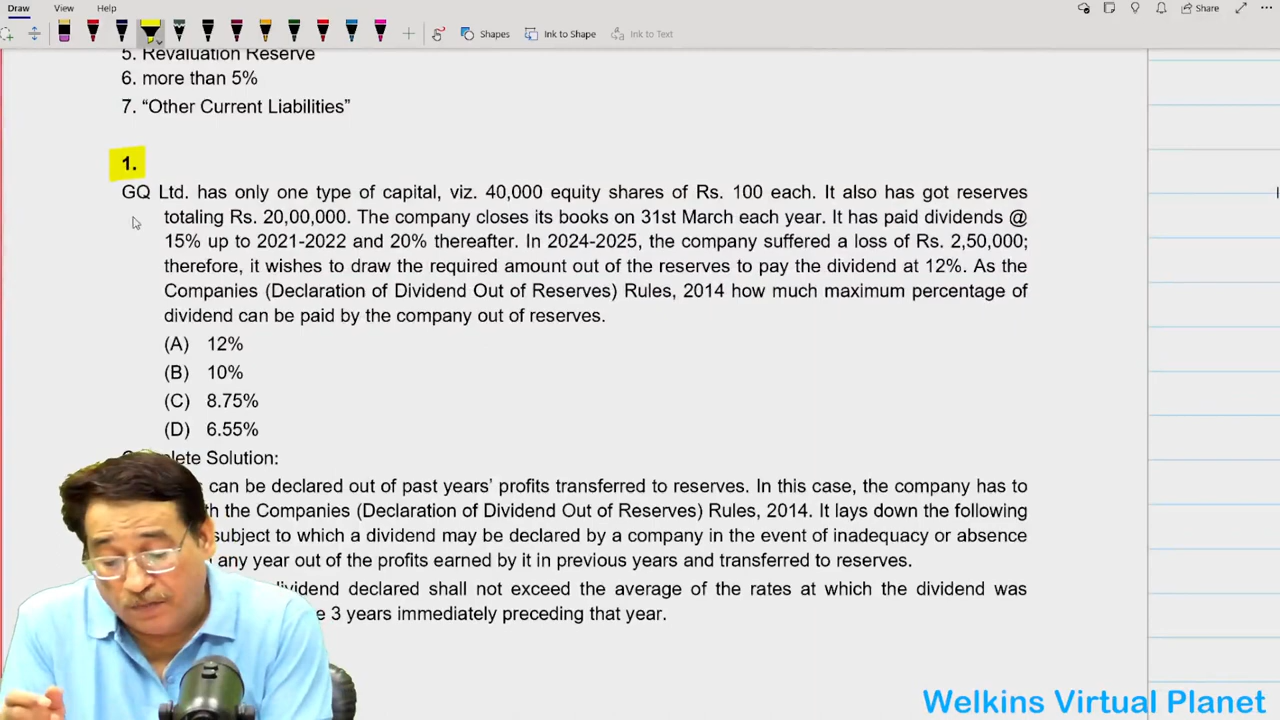 Draw View Help
Share
Shapes Ink to Shape Ink to Text
5. Revaluation Reserve
6. more than 5%
7. “Other Current Liabilities”
1.
GQ Ltd. has only one type of capital, viz. 40,000 equity shares of Rs. 100 each. It also has got reserves
totaling Rs. 20,00,000. The company closes its books on 31st March each year. It has paid dividends @
15% up to 2021-2022 and 20% thereafter. In 2024-2025, the company suffered a loss of Rs. 2,50,000;
therefore, it wishes to draw the required amount out of the reserves to pay the dividend at 12%. As the
Companies (Declaration of Dividend Out of Reserves) Rules, 2014 how much maximum percentage of
dividend can be paid by the company out of reserves.
(A) 12%
(B) 10%
(C) 8.75%
(D) 6.55%
Solution:
can be declared out of past years’ profits transferred to reserves. In this case, the company has to
the Companies (Declaration of Dividend Out of Reserves) Rules, 2014. It lays down the following
subject to which a dividend may be declared by a company in the event of inadequacy or absence
any year out of the profits earned by it in previous years and transferred to reserves.
declared shall not exceed the average of the rates at which the dividend was
3 years immediately preceding that year.
Welkins Virtual Planet